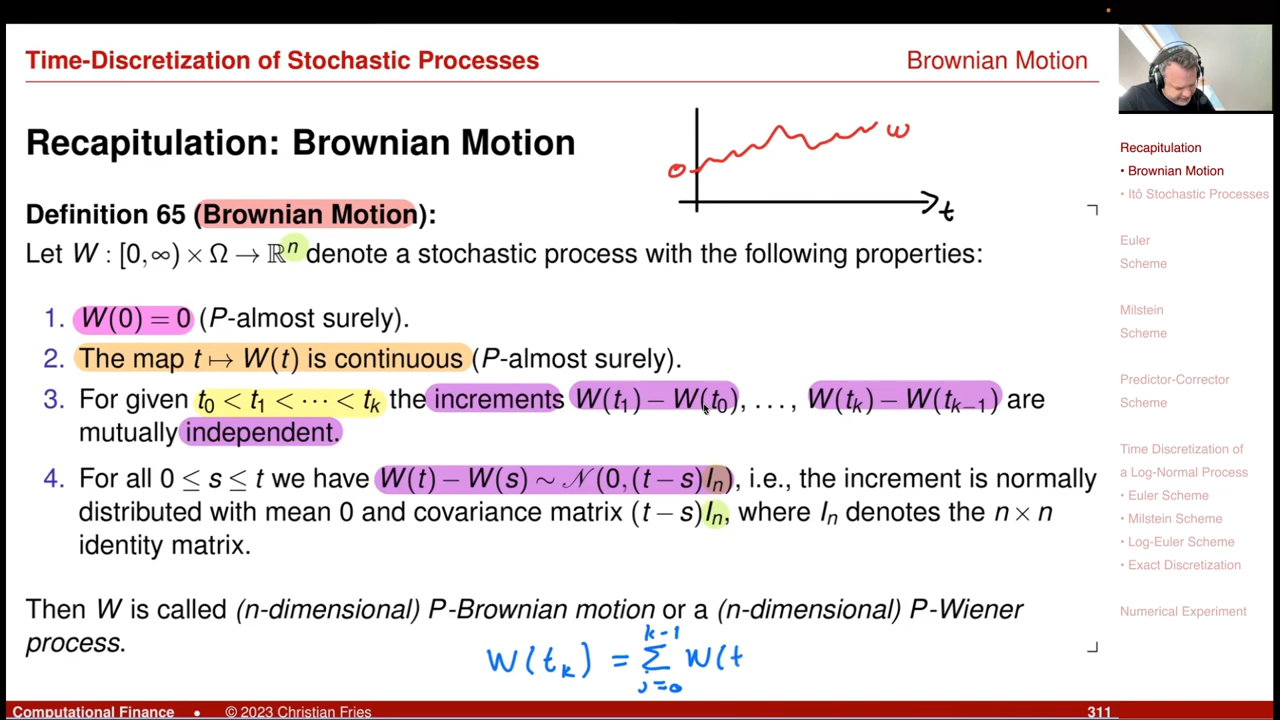 Time-Discretization of Stochastic Processes
Brownian Motion
Recapitulation: Brownian Motion
0
W
t
Definition 65 (Brownian Motion):
Let W : [0,∞) × Ω → ℝⁿ denote a stochastic process with the following properties:
1. W(0) = 0 (P-almost surely).
2. The map t ↦ W(t) is continuous (P-almost surely).
3. For given t₀ < t₁ < ⋯ < tₖ the increments W(t₁) − W(t₀), …, W(tₖ) − W(tₖ₋₁) are
mutually independent.
4. For all 0 ≤ s ≤ t we have W(t) − W(s) ∼ 𝒩(0, (t − s)Iₙ), i.e., the increment is normally
distributed with mean 0 and covariance matrix (t − s)Iₙ, where Iₙ denotes the n × n
identity matrix.
Then W is called (n-dimensional) P-Brownian motion or a (n-dimensional) P-Wiener
process.
W(tₖ) = ∑_{j=0}^{k-1} W(t
Computational Finance • © 2023 Christian Fries
311
Recapitulation
• Brownian Motion
• Itô Stochastic Processes
Euler
Scheme
Milstein
Scheme
Predictor-Corrector
Scheme
Time Discretization of
a Log-Normal Process
• Euler Scheme
• Milstein Scheme
• Log-Euler Scheme
• Exact Discretization
Numerical Experiment